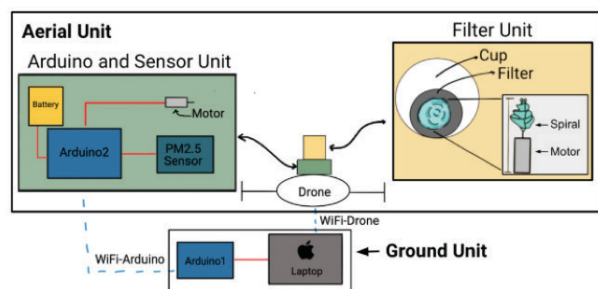 Aerial Unit
Arduino and Sensor Unit
Battery
Motor
Arduino2
PM2.5
Sensor
Drone
Filter Unit
Cup
Filter
Spiral
Motor
WiFi-Drone
WiFi-Arduino
Arduino1
Laptop
Ground Unit